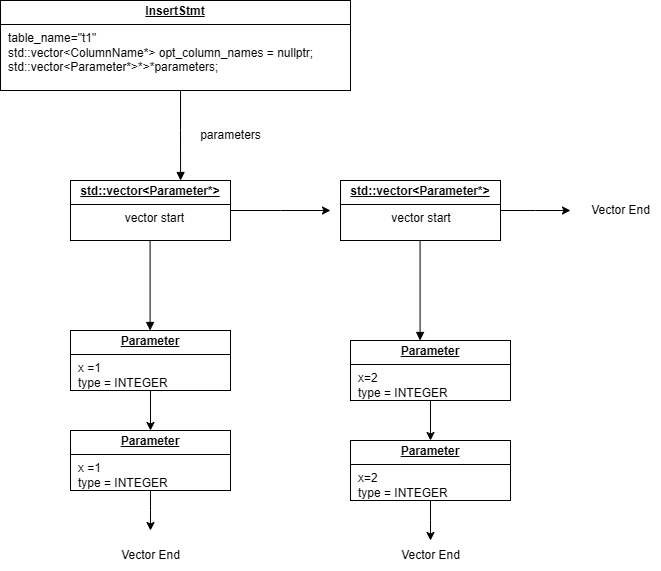 InsertStmt
table_name="t1"
std::vector<ColumnName*> opt_column_names = nullptr;
std::vector<Parameter*>*>*parameters;
parameters
std::vector<Parameter*>
vector start
std::vector<Parameter*>
vector start
Vector End
Parameter
x =1
type = INTEGER
Parameter
x=2
type = INTEGER
Parameter
x =1
type = INTEGER
Parameter
x=2
type = INTEGER
Vector End
Vector End